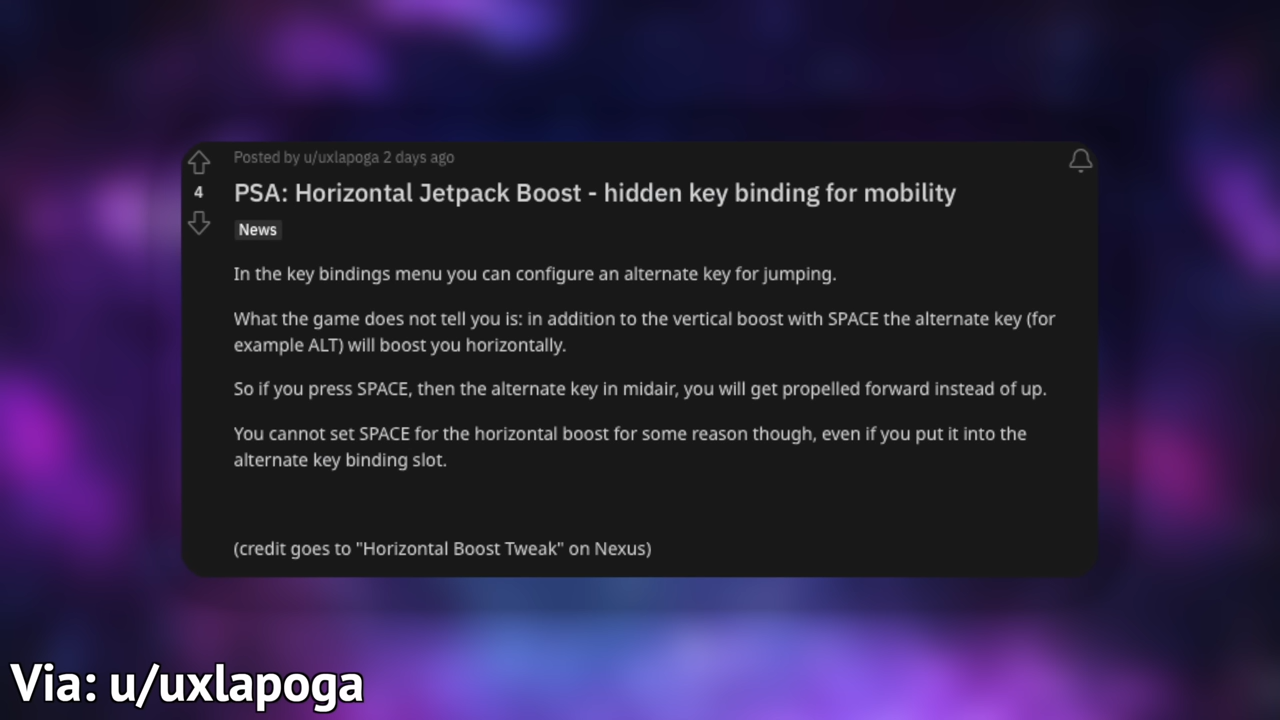 Posted by u/uxlapoga 2 days ago
4
PSA: Horizontal Jetpack Boost - hidden key binding for mobility
News
In the key bindings menu you can configure an alternate key for jumping.
What the game does not tell you is: in addition to the vertical boost with SPACE the alternate key (for
example ALT) will boost you horizontally.
So if you press SPACE, then the alternate key in midair, you will get propelled forward instead of up.
You cannot set SPACE for the horizontal boost for some reason though, even if you put it into the
alternate key binding slot.
(credit goes to "Horizontal Boost Tweak" on Nexus)
Via: u/uxlapoga